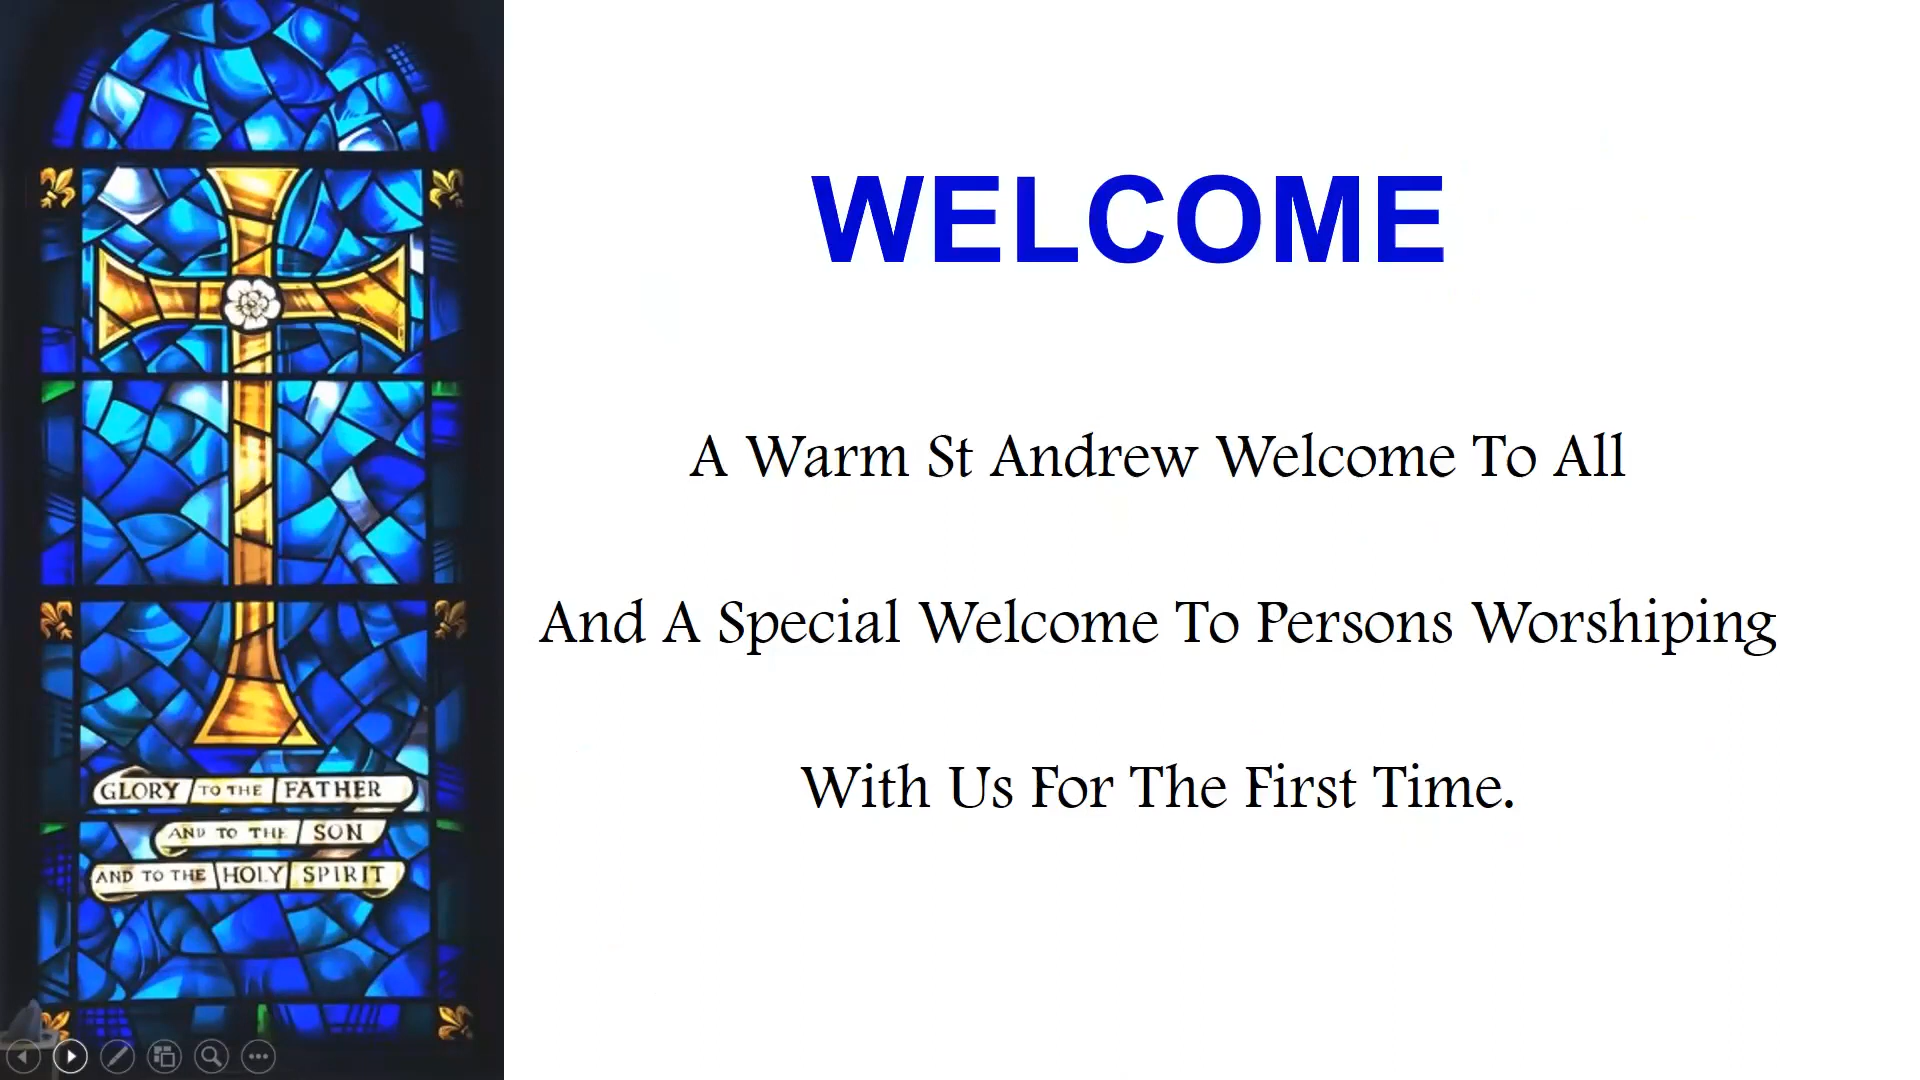 WELCOME
A Warm St Andrew Welcome To All
And A Special Welcome To Persons Worshiping
With Us For The First Time.
GLORY TO THE FATHER
AND TO THE SON
AND TO THE HOLY SPIRIT